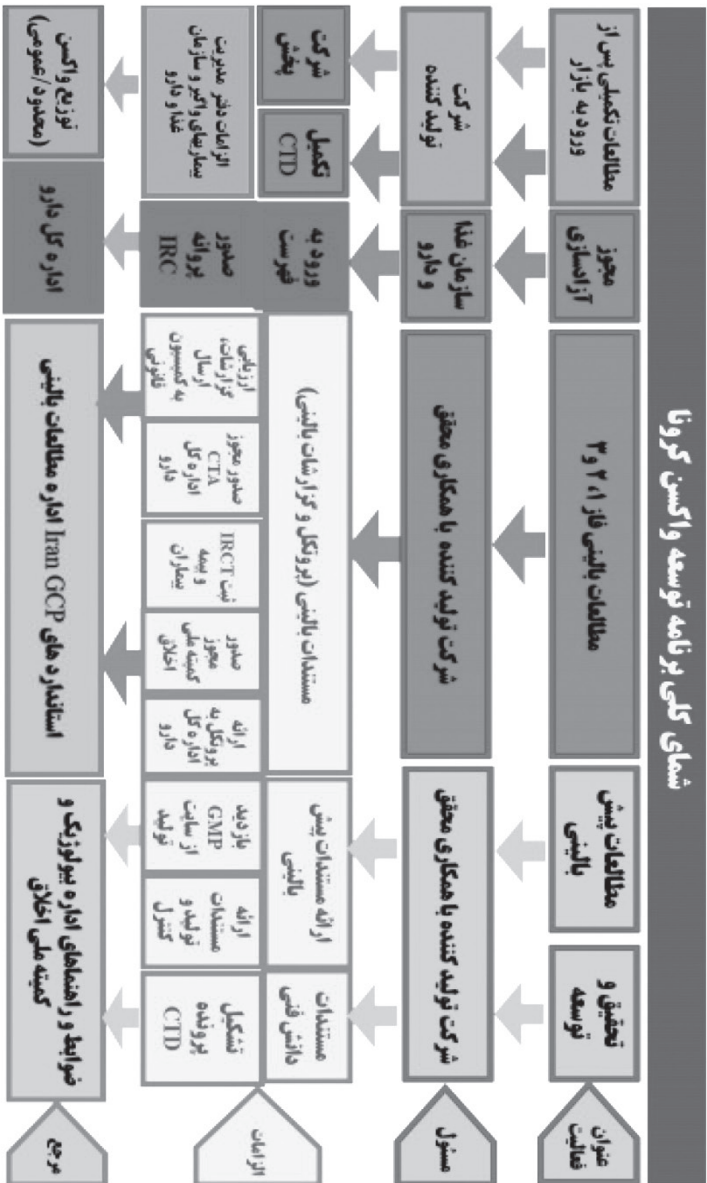 شمای کلی برنامه توسعه واکسن کرونا
عنوان
فعالیت
تحقیق و
توسعه
مطالعات پیش
بالینی
مطالعات بالینی فاز ۱، ۲ و ۳
مجوز
آزادسازی
مطالعات تکمیلی پس از
ورود به بازار
مسئول
شرکت تولید کننده با همکاری محقق
شرکت تولید کننده با همکاری محقق
سازمان غذا
و دارو
شرکت
تولید کننده
الزامات
مستندات
دانش فنی
ارائه مستندات پیش
بالینی
مستندات بالینی (پروتکل و گزارشات بالینی)
ورود به
فهرست
تکمیل
CTD
شرکت
پخش
تشکیل
پرونده
CTD
ارائه
مستندات
تولید و
کنترل
بازدید
GMP
از سایت
تولید
ارائه
پروتکل به
اداره کل
دارو
صدور
مجوز
کمیته ملی
اخلاق
ثبت IRCT
و بیمه
بیماران
صدور مجوز
CTA
اداره کل
دارو
ارزیابی
گزارشات،
ارسال
به کمیسیون
قانونی
صدور
پروانه
IRC
الزامات دفتر مدیریت
بیماریهای واگیر و سازمان
غذا و دارو
مرجع
ضوابط و راهنماهای اداره بیولوژیک و
کمیته ملی اخلاق
استانداردهای Iran GCP اداره مطالعات بالینی
اداره کل دارو
توزیع واکسن
(محدود/عمومی)